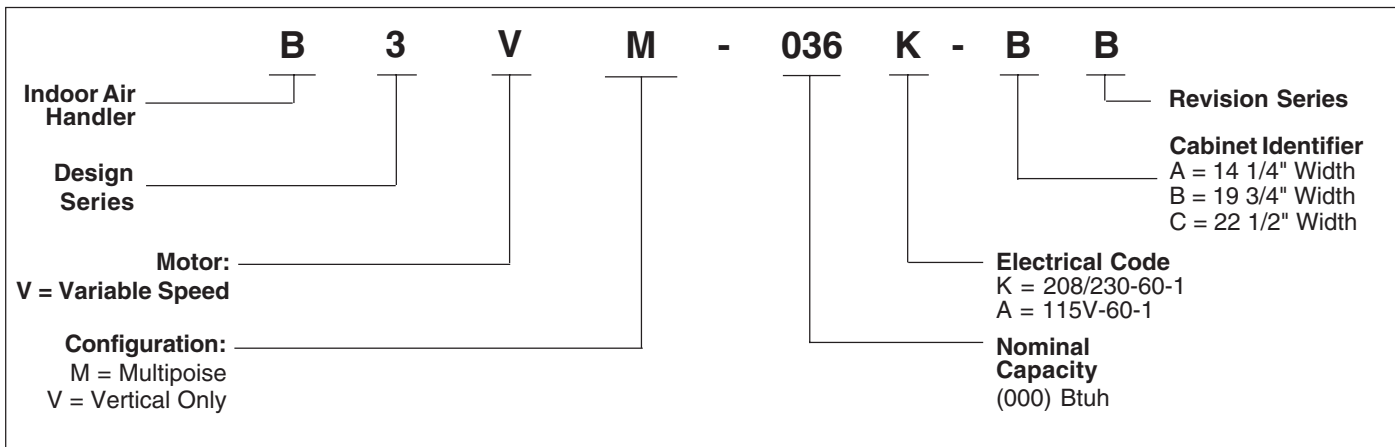 B 3 V M - 036 K - B B
Indoor Air
Handler
Design
Series
Motor:
V = Variable Speed
Configuration:
M = Multipoise
V = Vertical Only
Revision Series
Cabinet Identifier
A = 14 1/4" Width
B = 19 3/4" Width
C = 22 1/2" Width
Electrical Code
K = 208/230-60-1
A = 115V-60-1
Nominal
Capacity
(000) Btuh